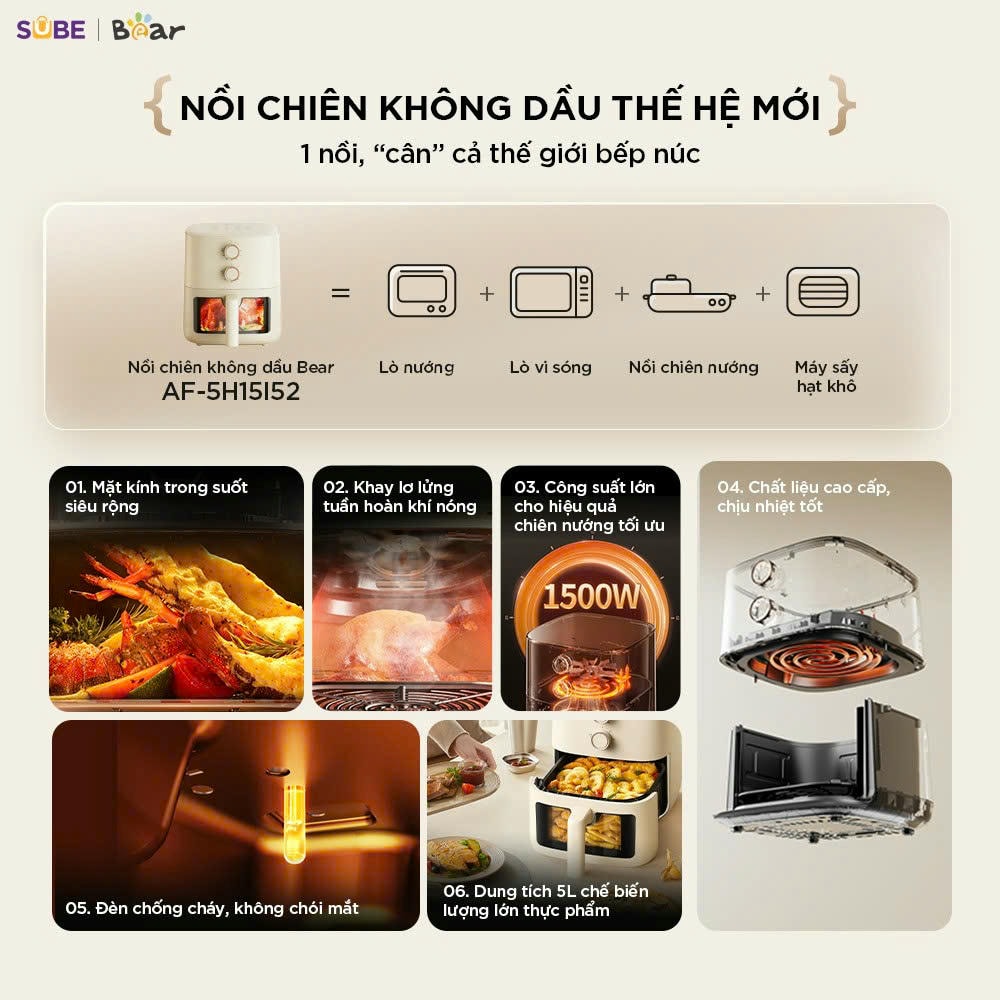 SUBE | Bear
{ NỒI CHIÊN KHÔNG DẦU THẾ HỆ MỚI }
1 nồi, “cân” cả thế giới bếp núc
= + + +
Nồi chiên không dầu Bear
AF-5H15I52
Lò nướng
Lò vi sóng
Nồi chiên nướng
Máy sấy
hạt khô
01. Mặt kính trong suốt
siêu rộng
02. Khay lơ lửng
tuần hoàn khí nóng
03. Công suất lớn
cho hiệu quả
chiên nướng tối ưu
1500W
04. Chất liệu cao cấp,
chịu nhiệt tốt
05. Đèn chống cháy, không chói mắt
06. Dung tích 5L chế biến
lượng lớn thực phẩm